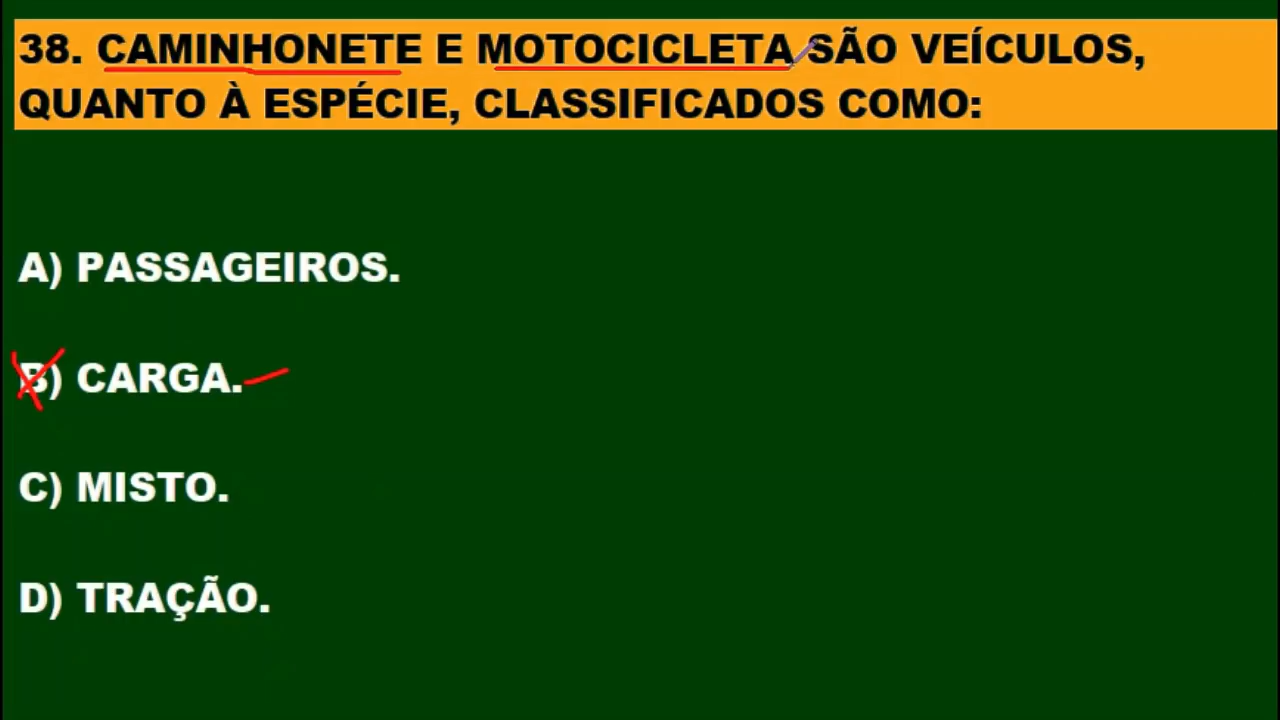 38. CAMINHONETE E MOTOCICLETA SÃO VEÍCULOS,
QUANTO À ESPÉCIE, CLASSIFICADOS COMO:
A) PASSAGEIROS.
B) CARGA.
C) MISTO.
D) TRAÇÃO.